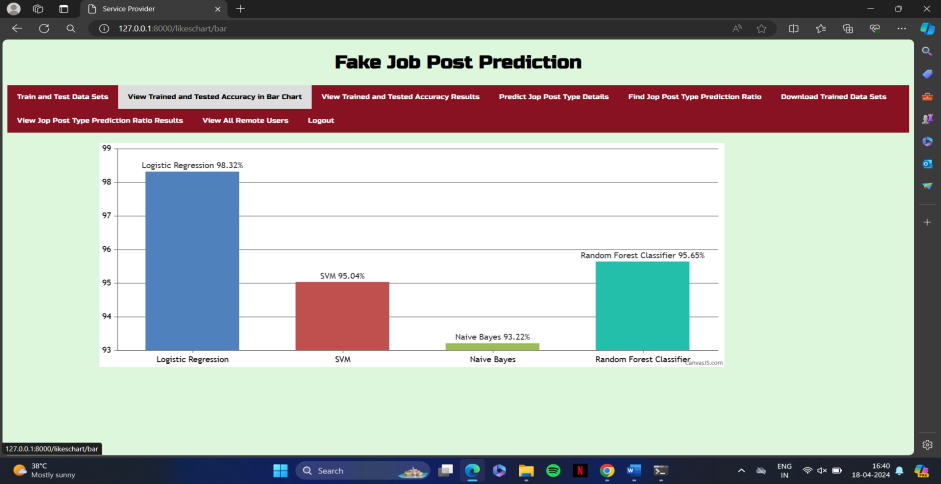 Service Provider
127.0.0.1:8000/likeschart/bar
Fake Job Post Prediction
Train and Test Data Sets
View Trained and Tested Accuracy in Bar Chart
View Trained and Tested Accuracy Results
Predict Job Post Type Details
Find Job Post Type Prediction Ratio
Download Trained Data Sets
View Job Post Type Prediction Ratio Results
View All Remote Users
Logout
99
98
97
96
95
94
93
Logistic Regression 98.32%
SVM 95.04%
Naive Bayes 93.22%
Random Forest Classifier 95.65%
Logistic Regression
SVM
Naive Bayes
Random Forest Classifier
CanvasJS.com
127.0.0.1:8000/likeschart/bar
38°C
Mostly sunny
Search
ENG
IN
16:40
18-04-2024